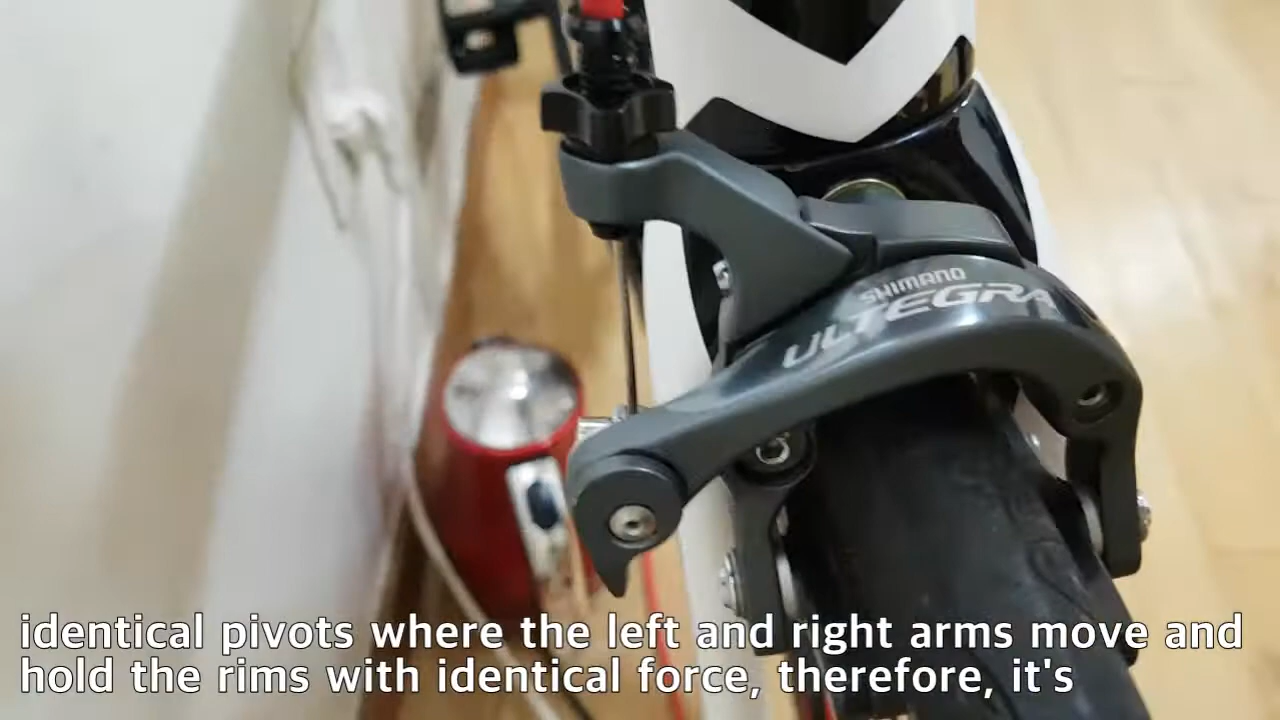 SHIMANO
ULTEGRA
identical pivots where the left and right arms move and
hold the rims with identical force, therefore, it's